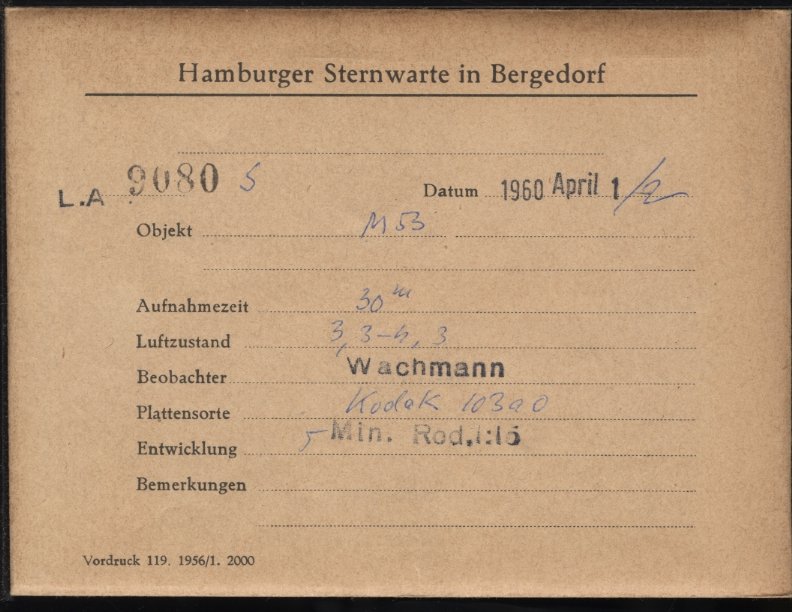 Hamburger Sternwarte in Bergedorf
L.A 9080 S
Datum 1960 April 1/2
Objekt M 53
Aufnahmezeit 30ᵐ
Luftzustand 3, 3-4, 3
Beobachter Wachmann
Plattensorte Kodak 103a0
Entwicklung 5 Min. Rod.1:15
Bemerkungen
Vordruck 119. 1956/1. 2000